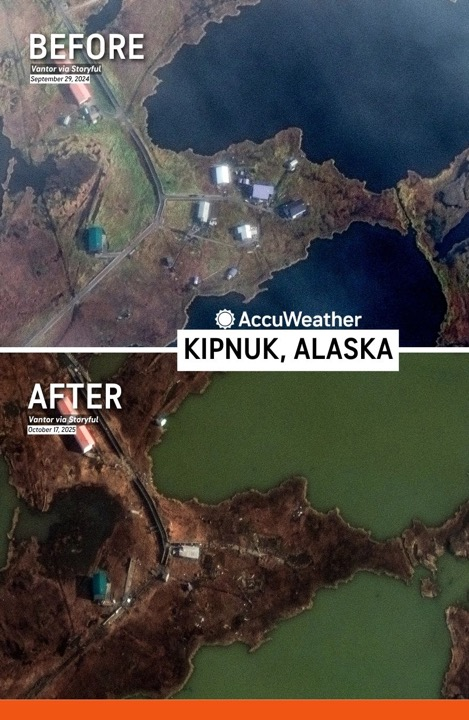 BEFORE
Vantor via Storyful
September 29, 2024
AccuWeather
KIPNUK, ALASKA
AFTER
Vantor via Storyful
October 17, 2025